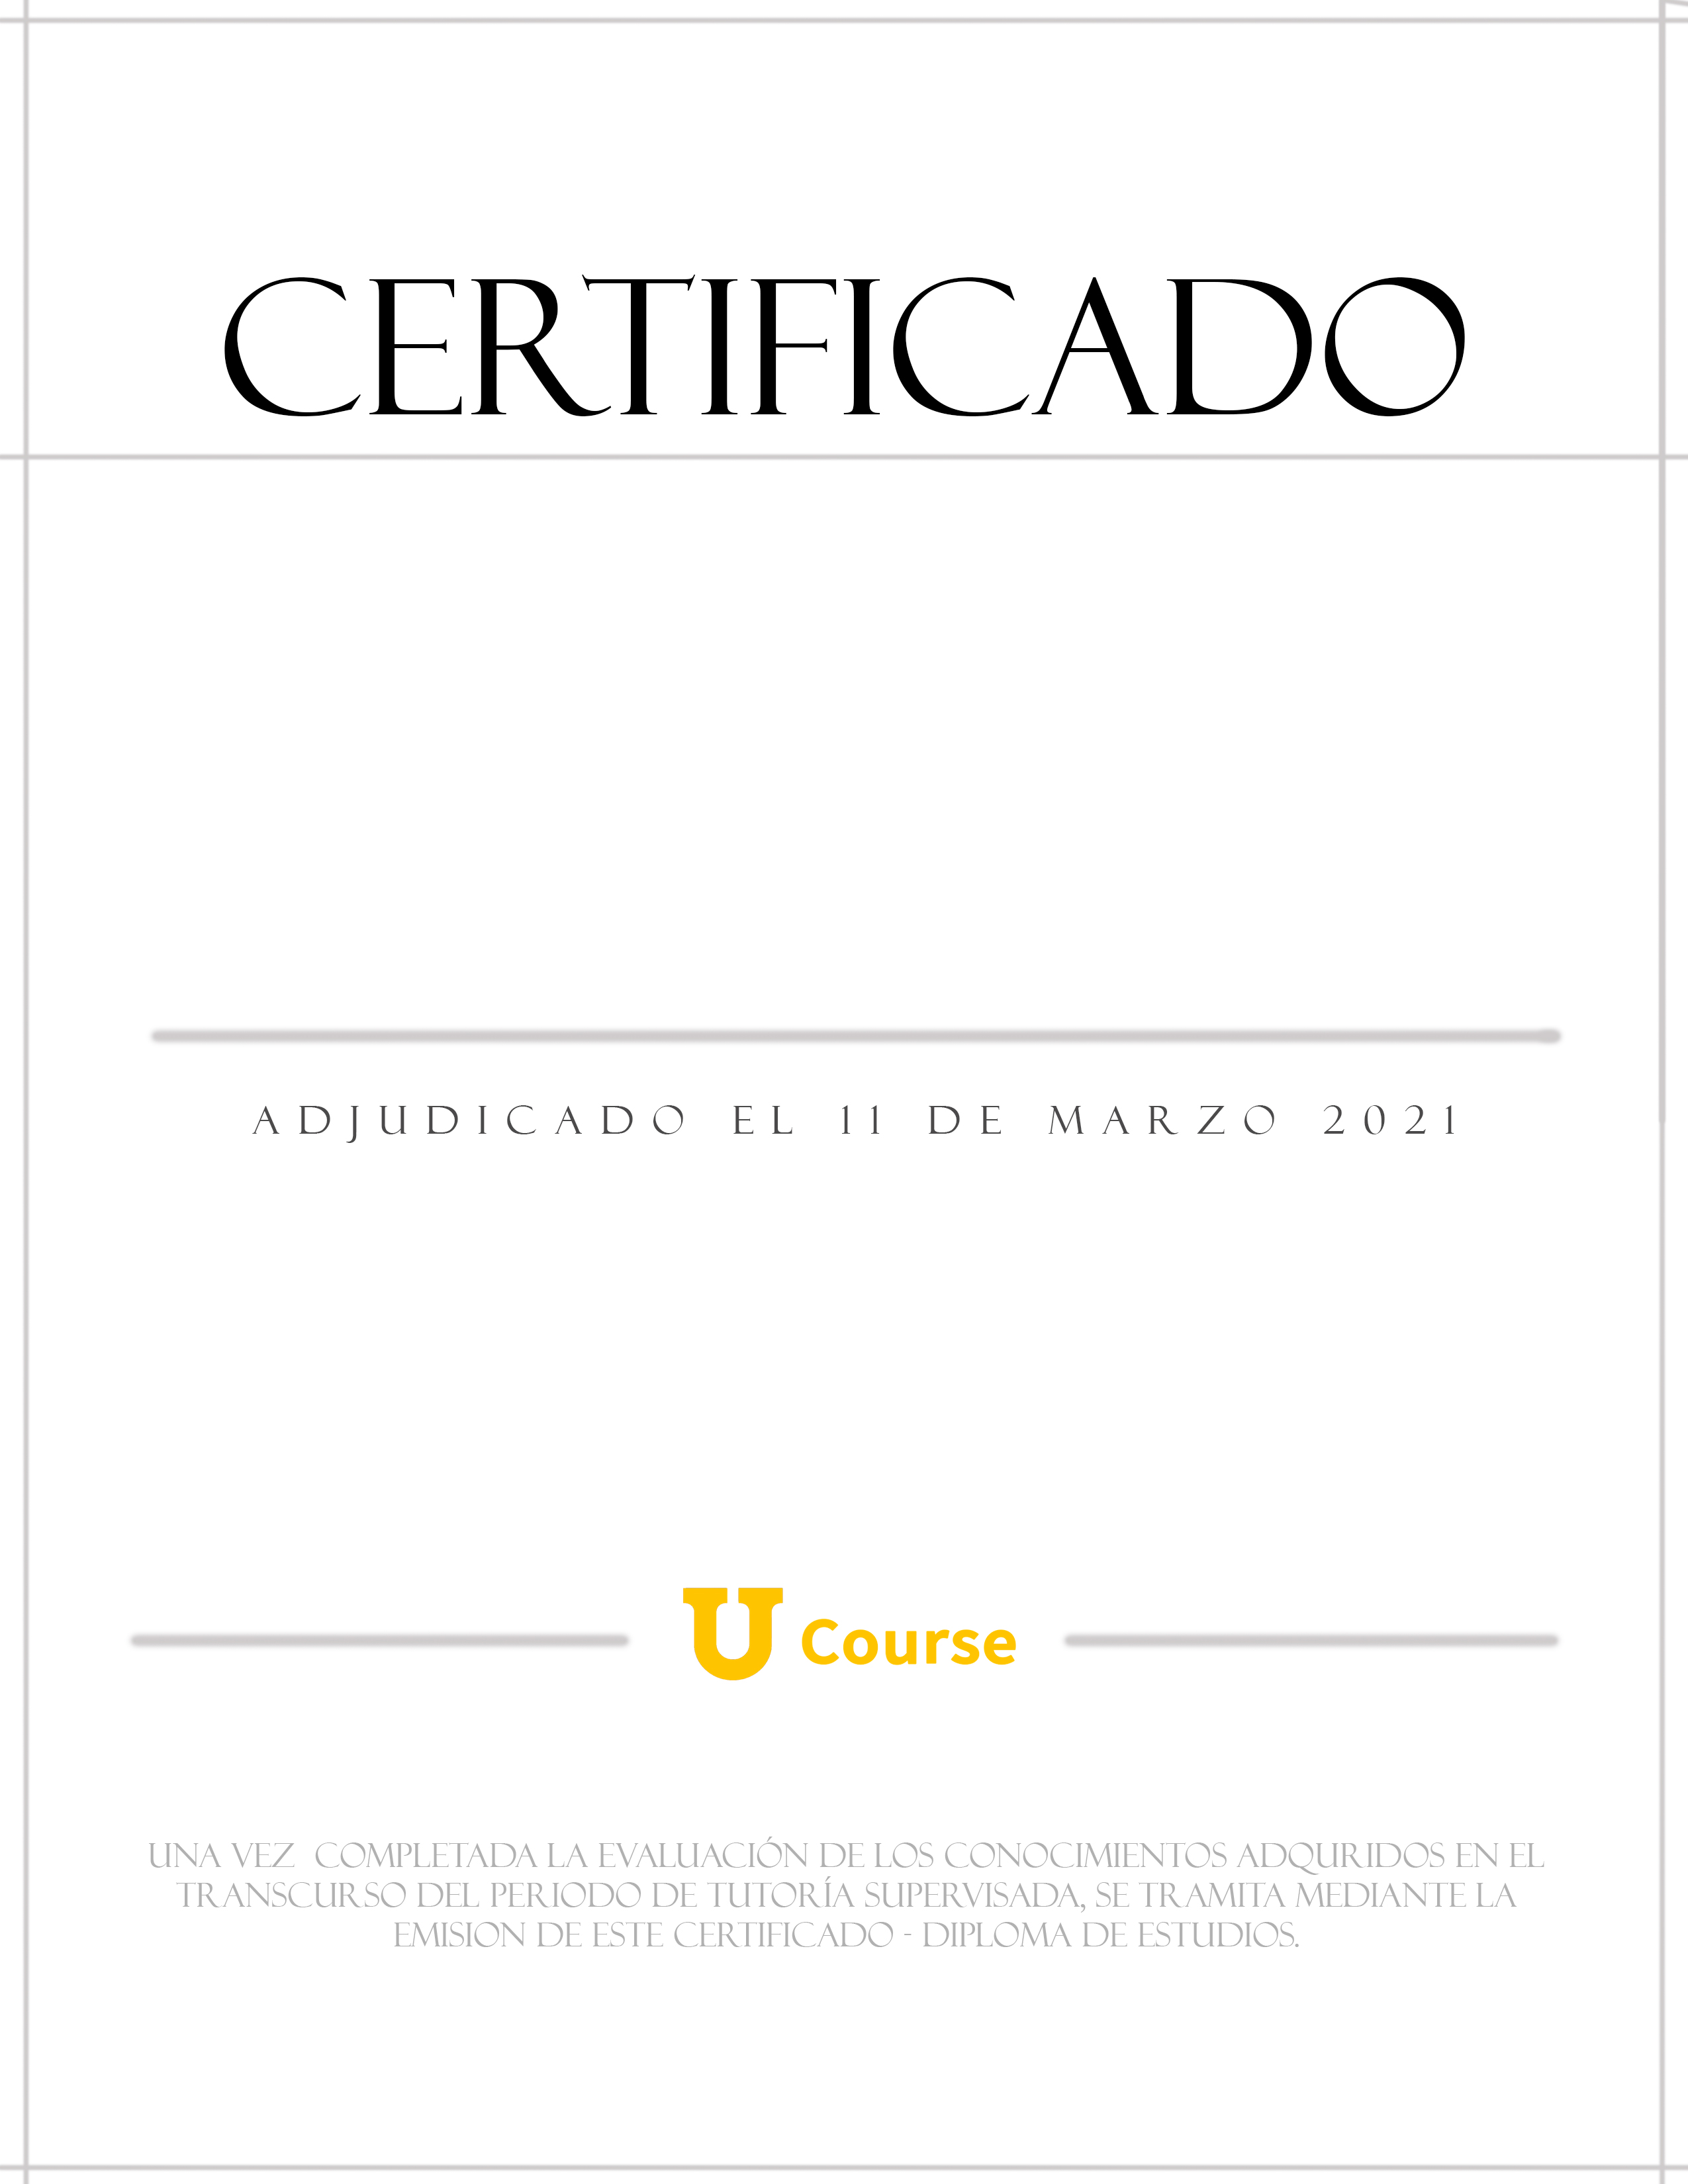 CERTIFICADO
ADJUDICADO EL 11 DE MARZO 2021
U Course
UNA VEZ COMPLETADA LA EVALUACIÓN DE LOS CONOCIMIENTOS ADQURIDOS EN EL
TRANSCURSO DEL PERIODO DE TUTORÍA SUPERVISADA, SE TRAMITA MEDIANTE LA
EMISION DE ESTE CERTIFICADO - DIPLOMA DE ESTUDIOS.